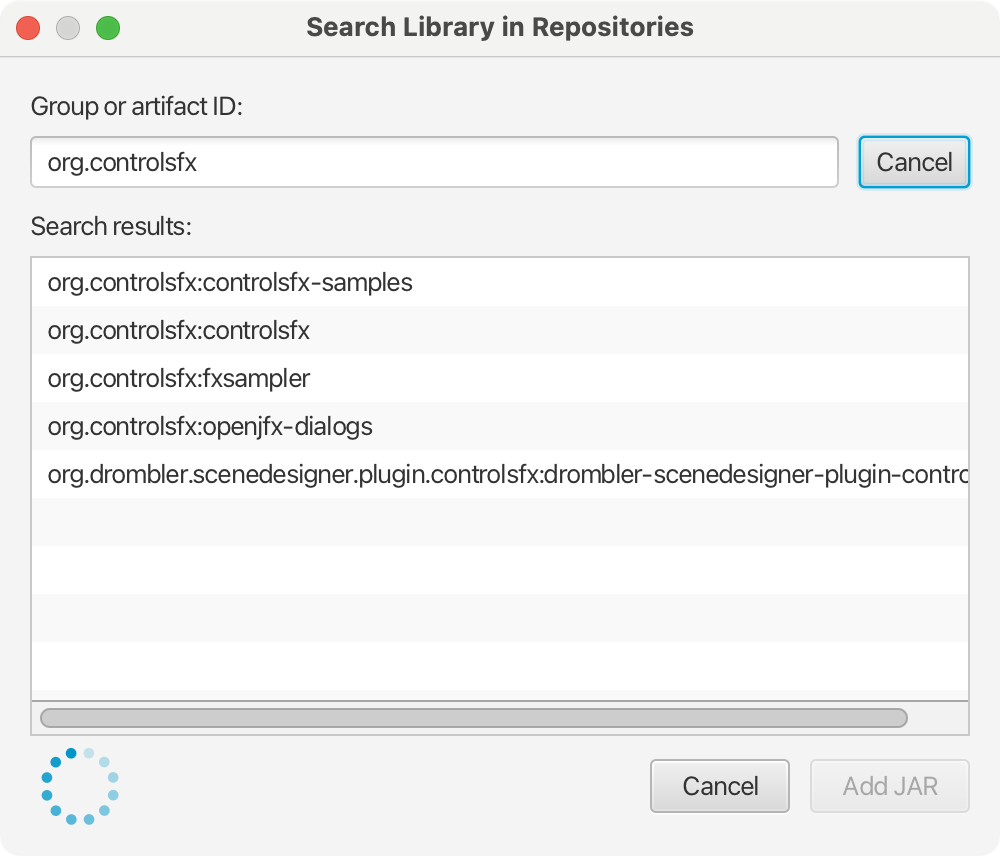 Search Library in Repositories
Group or artifact ID:
org.controlsfx
Cancel
Search results:
org.controlsfx:controlsfx-samples
org.controlsfx:controlsfx
org.controlsfx:fxsampler
org.controlsfx:openjfx-dialogs
org.drombler.scenedesigner.plugin.controlsfx:drombler-scenedesigner-plugin-contro
Cancel
Add JAR